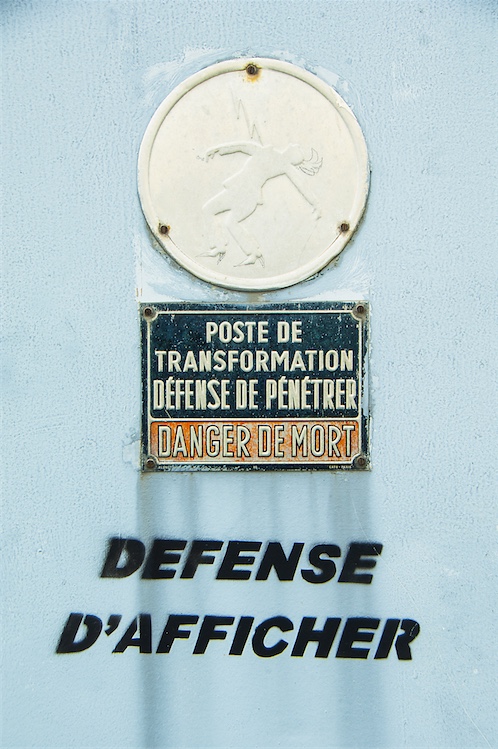 POSTE DE
TRANSFORMATION
DÉFENSE DE PÉNÉTRER
DANGER DE MORT
DEFENSE
D'AFFICHER